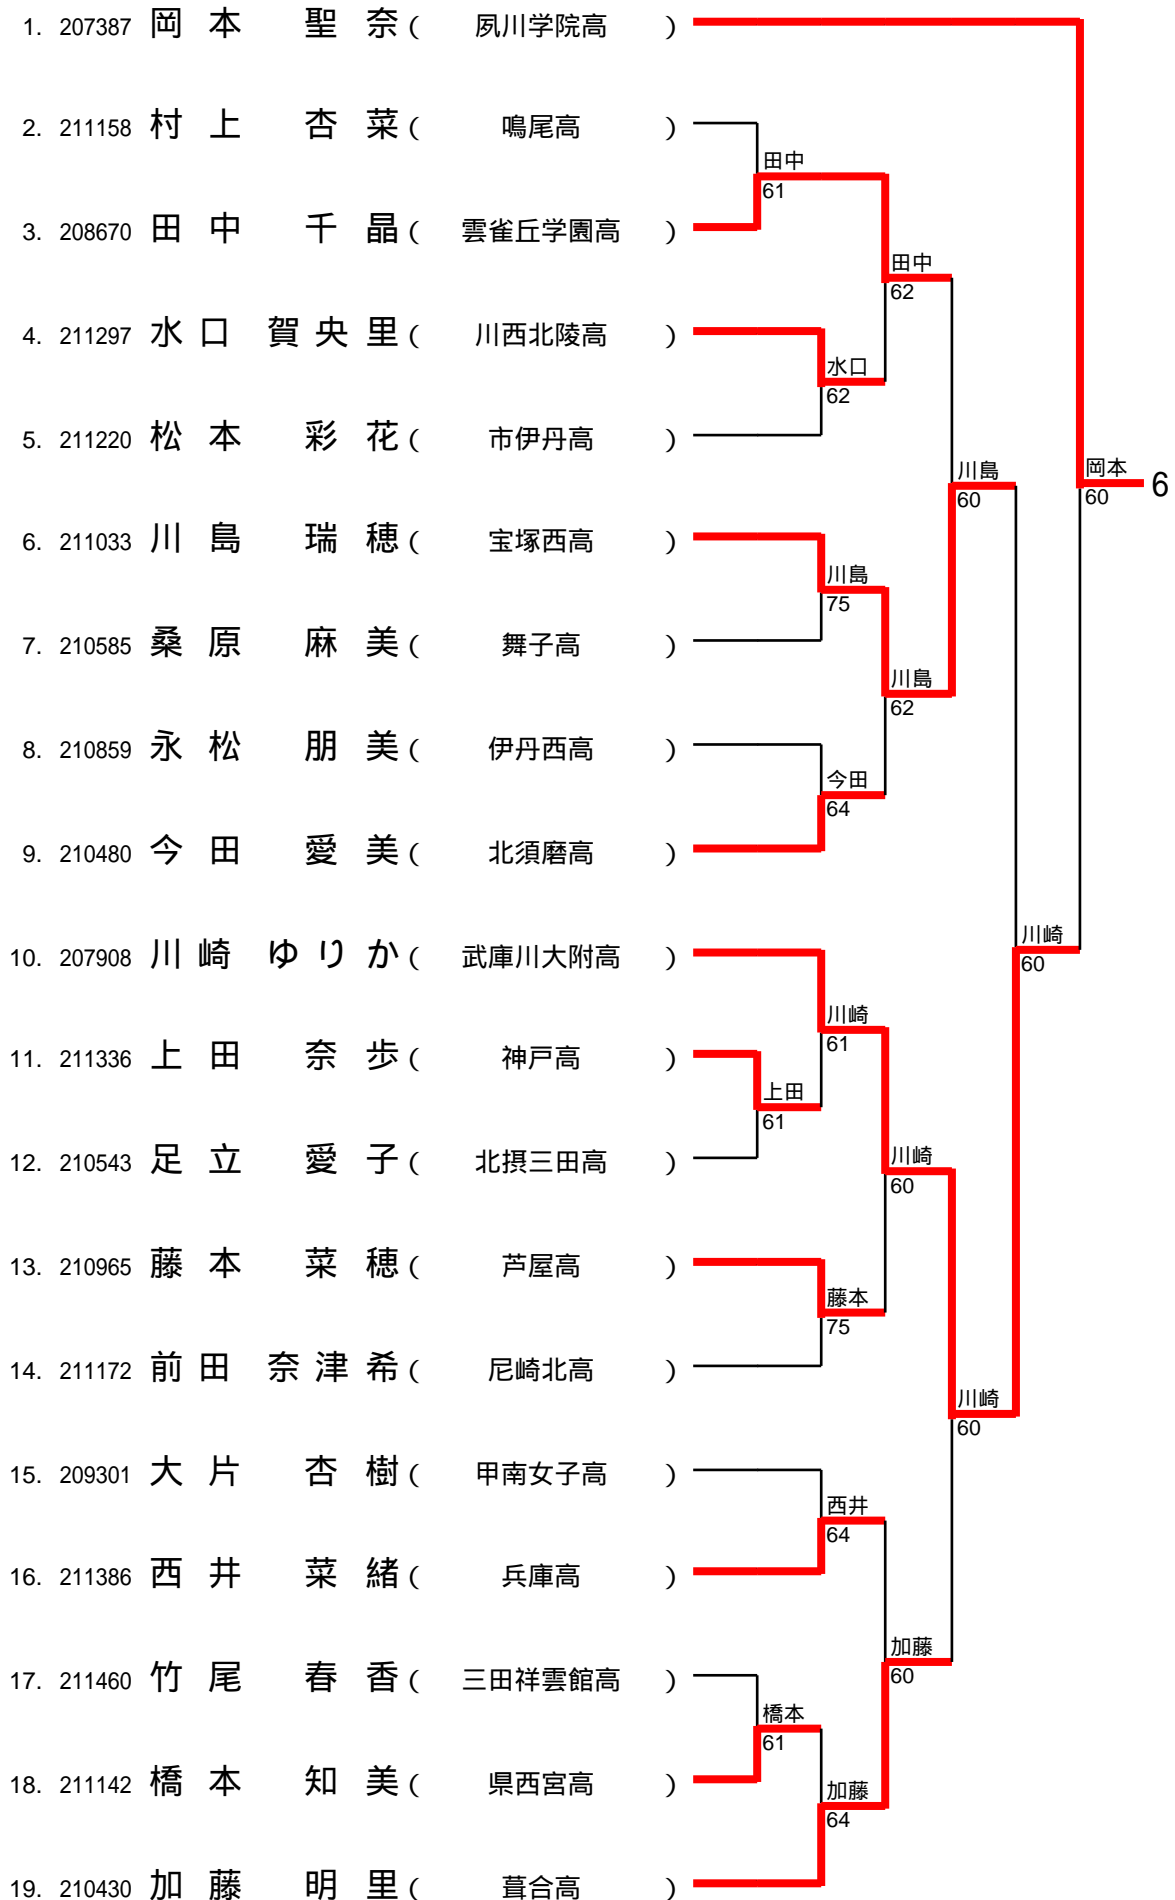 1. 207387 岡本 聖奈 ( 夙川学院高 )
2. 211158 村上 杏菜 ( 鳴尾高 )
田中
61
3. 208670 田中 千晶 ( 雲雀丘学園高 )
田中
62
4. 211297 水口 賀央里 ( 川西北陵高 )
水口
62
5. 211220 松本 彩花 ( 市伊丹高 )
川島
60
岡本
60
6
6. 211033 川島 瑞穂 ( 宝塚西高 )
川島
75
7. 210585 桑原 麻美 ( 舞子高 )
川島
62
8. 210859 永松 朋美 ( 伊丹西高 )
今田
64
9. 210480 今田 愛美 ( 北須磨高 )
川崎
60
10. 207908 川崎 ゆりか ( 武庫川大附高 )
川崎
61
11. 211336 上田 奈歩 ( 神戸高 )
上田
61
12. 210543 足立 愛子 ( 北摂三田高 )
川崎
60
13. 210965 藤本 菜穂 ( 芦屋高 )
藤本
75
14. 211172 前田 奈津希 ( 尼崎北高 )
川崎
60
15. 209301 大片 杏樹 ( 甲南女子高 )
西井
64
16. 211386 西井 菜緒 ( 兵庫高 )
加藤
60
17. 211460 竹尾 春香 ( 三田祥雲館高 )
橋本
61
18. 211142 橋本 知美 ( 県西宮高 )
加藤
64
19. 210430 加藤 明里 ( 葺合高 )